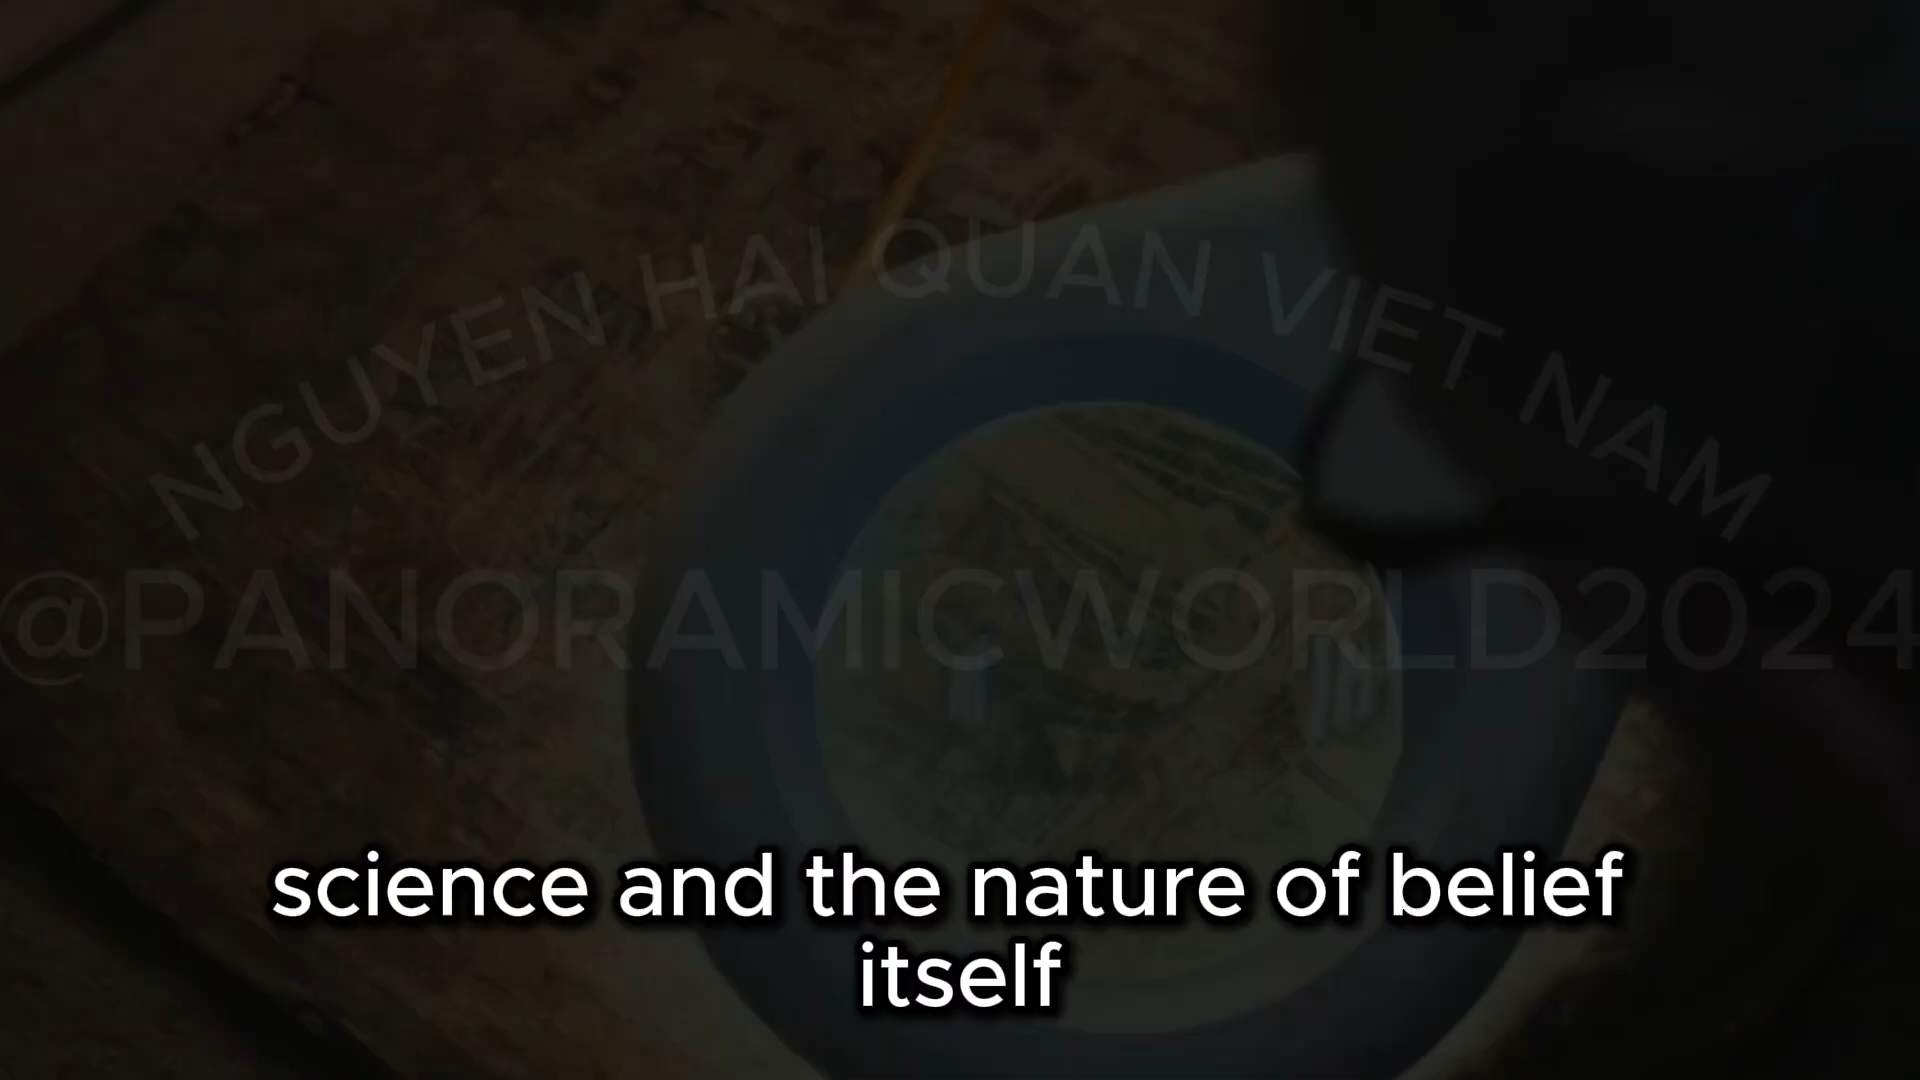 NGUYEN HAI QUAN VIET NAM
@PANORAMICWORLD2024
science and the nature of belief
itself